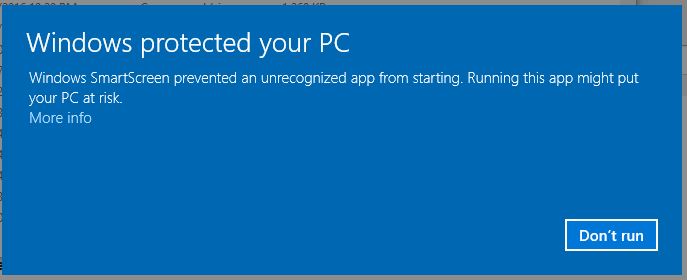 Windows protected your PC
Windows SmartScreen prevented an unrecognized app from starting. Running this app might put
your PC at risk.
More info
Don't run